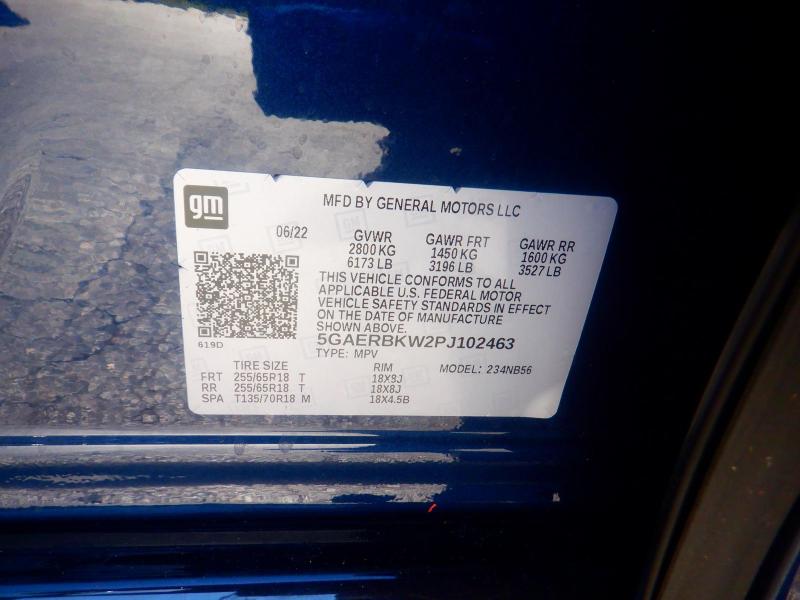 gm
MFD BY GENERAL MOTORS LLC
06/22 GVWR GAWR FRT GAWR RR
2800 KG 1450 KG 1600 KG
6173 LB 3196 LB 3527 LB
THIS VEHICLE CONFORMS TO ALL
APPLICABLE U.S. FEDERAL MOTOR
VEHICLE SAFETY STANDARDS IN EFFECT
ON THE DATE OF MANUFACTURE
SHOWN ABOVE.
619D
5GAERBKW2PJ102463
TYPE: MPV
TIRE SIZE RIM MODEL: 234NB56
FRT 255/65R18 T 18X8J
RR 255/65R18 T 18X8J
SPA T135/70R18 M 18X4.5B